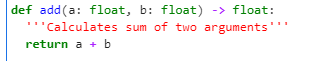 def add(a: float, b: float) -> float:
  '''Calculates sum of two arguments'''
  return a + b